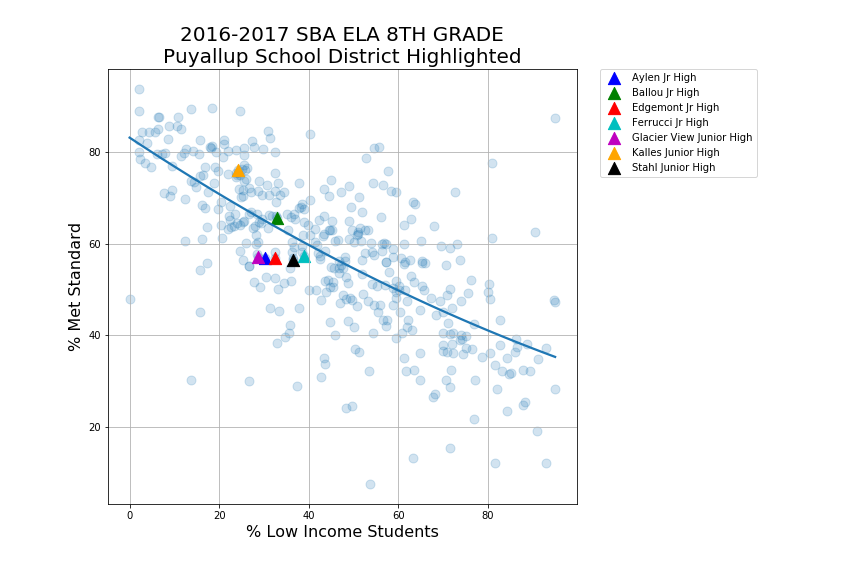 2016-2017 SBA ELA 8TH GRADE
Puyallup School District Highlighted
Aylen Jr High
Ballou Jr High
Edgemont Jr High
Ferrucci Jr High
Glacier View Junior High
Kalles Junior High
Stahl Junior High
% Met Standard
80
60
40
20
0 20 40 60 80
% Low Income Students